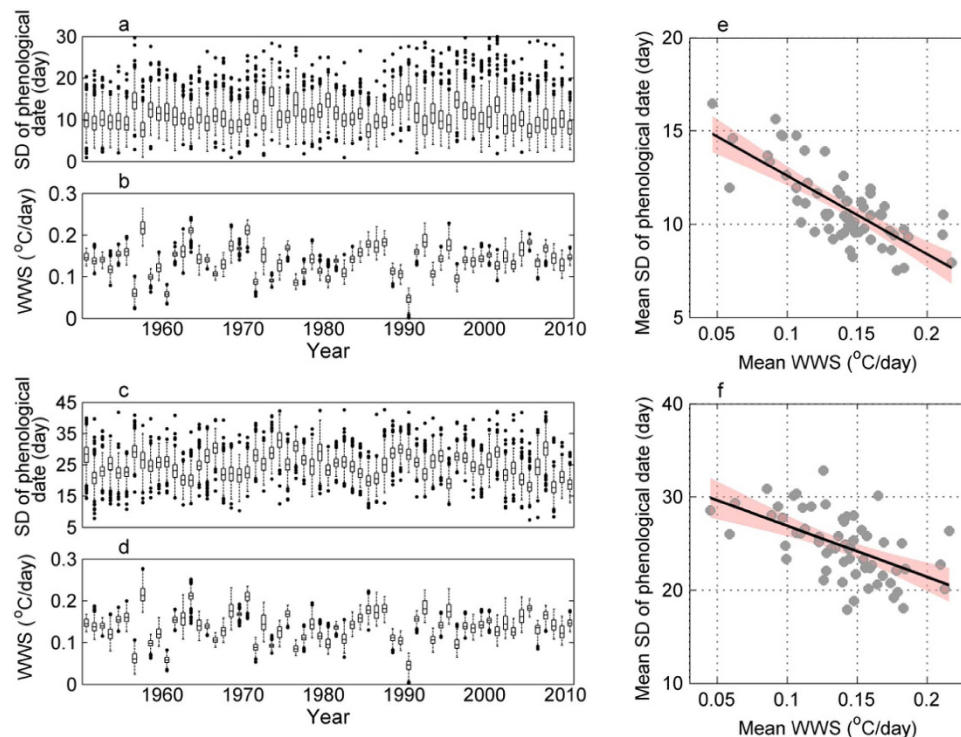 a
30
20
10
0
SD of phenological
date (day)
b
0.3
0.2
0.1
0
WWS (°C/day)
1960
1970
1980
1990
2000
2010
Year
c
45
35
25
15
5
SD of phenological
date (day)
d
0.3
0.2
0.1
0
WWS (°C/day)
1960
1970
1980
1990
2000
2010
Year
e
20
15
10
5
Mean SD of phenological date (day)
0.05
0.1
0.15
0.2
Mean WWS (°C/day)
f
40
30
20
10
Mean SD of phenological date (day)
0.05
0.1
0.15
0.2
Mean WWS (°C/day)